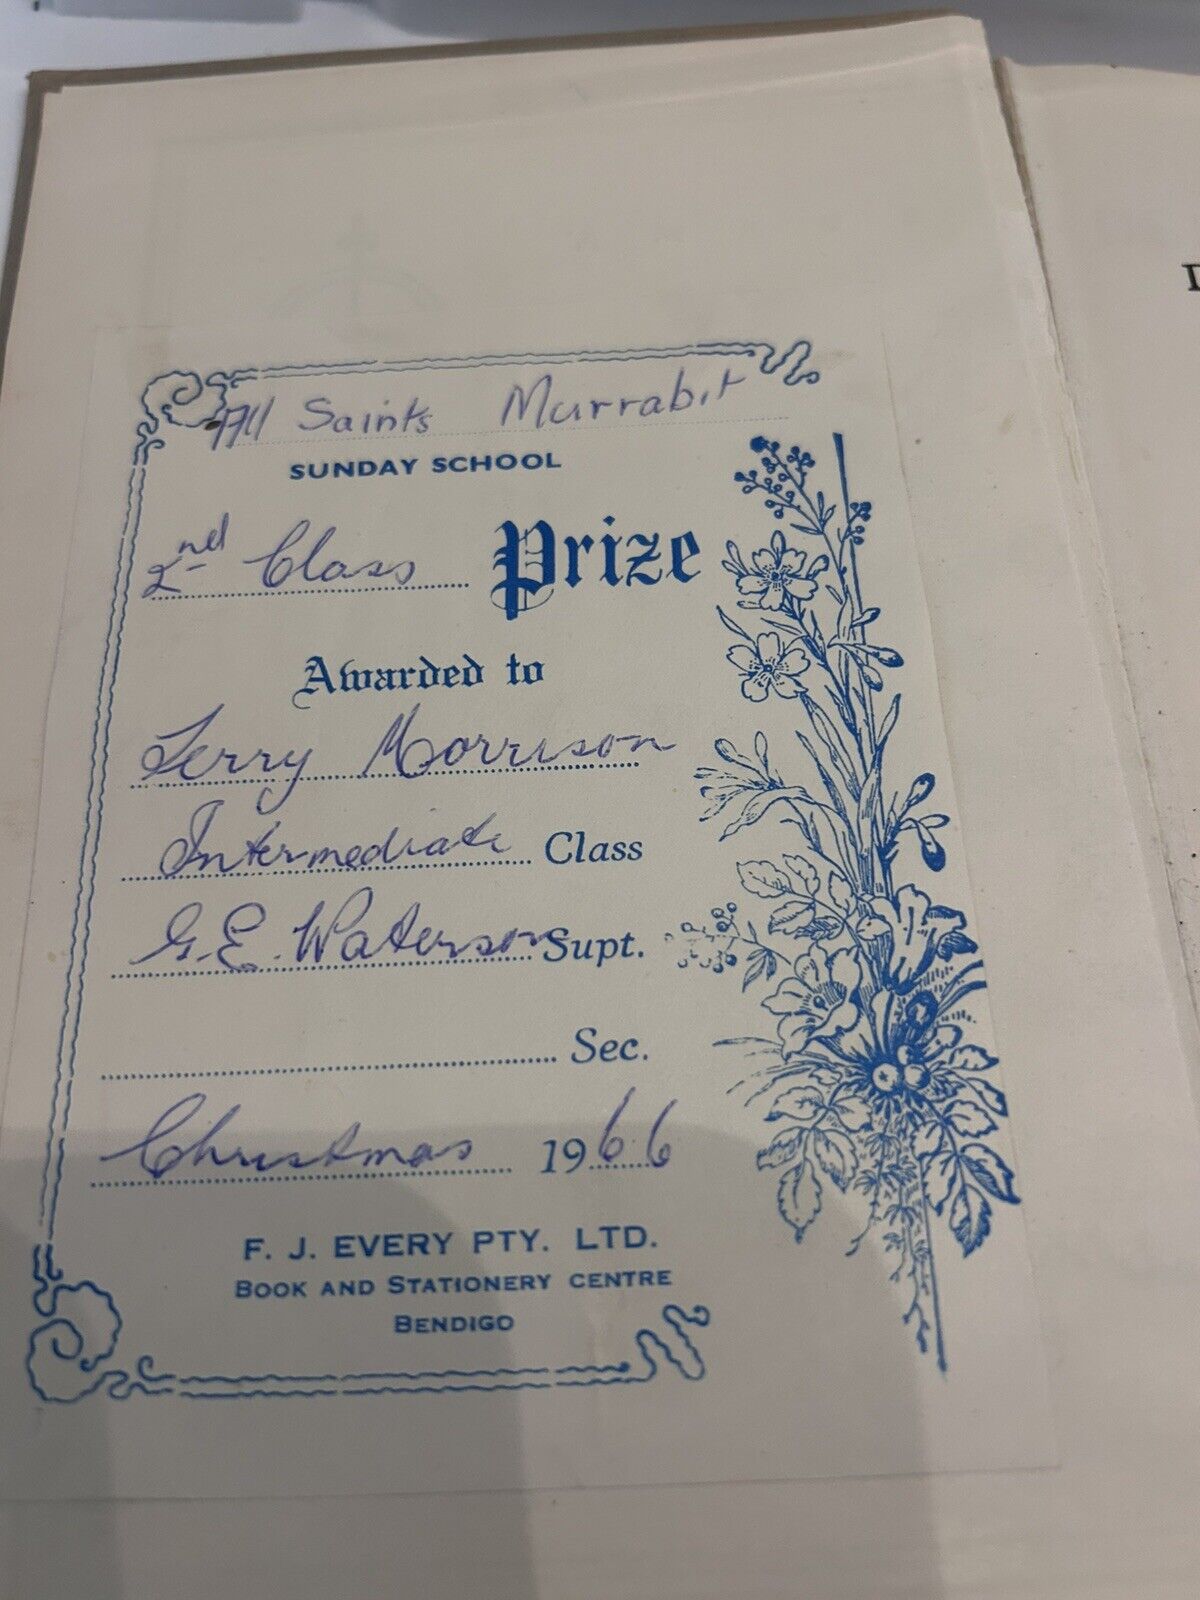 All Saints Murrabit
SUNDAY SCHOOL
2nd Class Prize
Awarded to
Terry Morrison
Intermediate Class
G.E. Waterson Supt.
Sec.
Christmas 1966
F. J. EVERY PTY. LTD.
BOOK AND STATIONERY CENTRE
BENDIGO